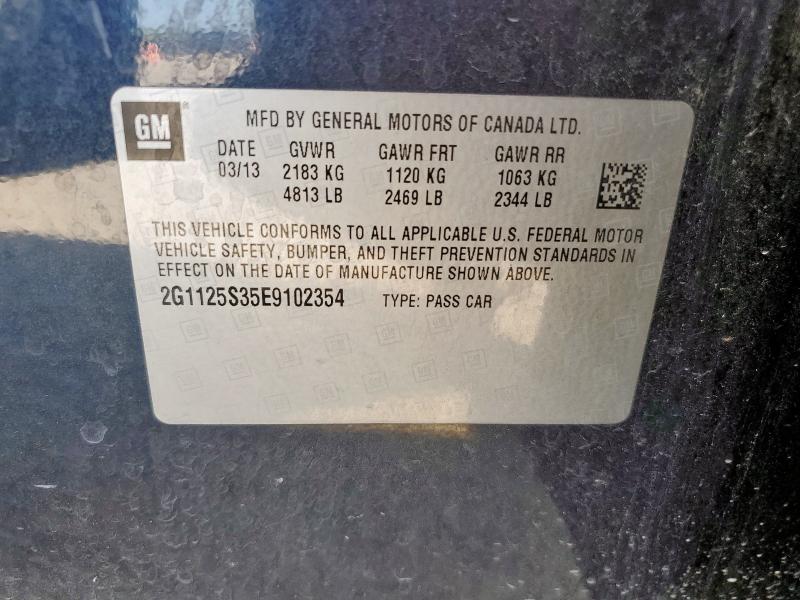 GM ®
MFD BY GENERAL MOTORS OF CANADA LTD.
DATE GVWR GAWR FRT GAWR RR
03/13 2183 KG 1120 KG 1063 KG
4813 LB 2469 LB 2344 LB
THIS VEHICLE CONFORMS TO ALL APPLICABLE U.S. FEDERAL MOTOR
VEHICLE SAFETY, BUMPER, AND THEFT PREVENTION STANDARDS IN
EFFECT ON THE DATE OF MANUFACTURE SHOWN ABOVE.
2G1125S35E9102354 TYPE: PASS CAR